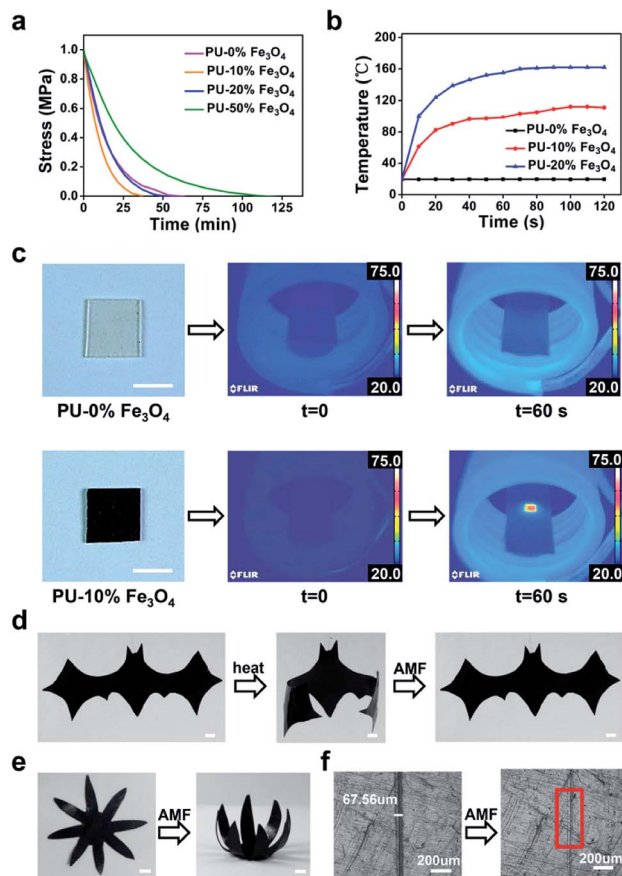 a
Stress (MPa)
1.0
0.8
0.6
0.4
0.2
0.0
PU-0% Fe₃O₄
PU-10% Fe₃O₄
PU-20% Fe₃O₄
PU-50% Fe₃O₄
0 25 50 75 100 125
Time (min)
b
Temperature (℃)
200
160
120
80
40
0
PU-0% Fe₃O₄
PU-10% Fe₃O₄
PU-20% Fe₃O₄
0 20 40 60 80 100 120
Time (s)
c
75.0
20.0
FLIR
75.0
20.0
FLIR
PU-0% Fe₃O₄
t=0
t=60 s
75.0
20.0
FLIR
75.0
20.0
FLIR
PU-10% Fe₃O₄
t=0
t=60 s
d
heat
AMF
e
AMF
f
67.56um
200um
AMF
200um